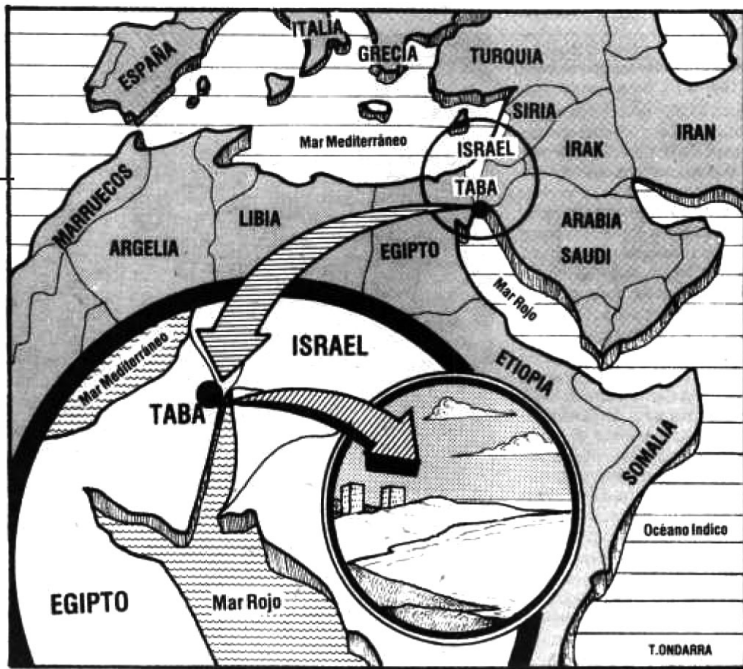 ITALIA
GRECIA
TURQUIA
ESPAÑA
SIRIA
IRAN
Mar Mediterráneo
ISRAEL
IRAK
TABA
MARRUECOS
LIBIA
ARABIA
SAUDI
ARGELIA
EGIPTO
Mar Rojo
Mar Mediterráneo
ISRAEL
ETIOPIA
TABA
SOMALIA
Océano Indico
EGIPTO
Mar Rojo
T.ONDARRA